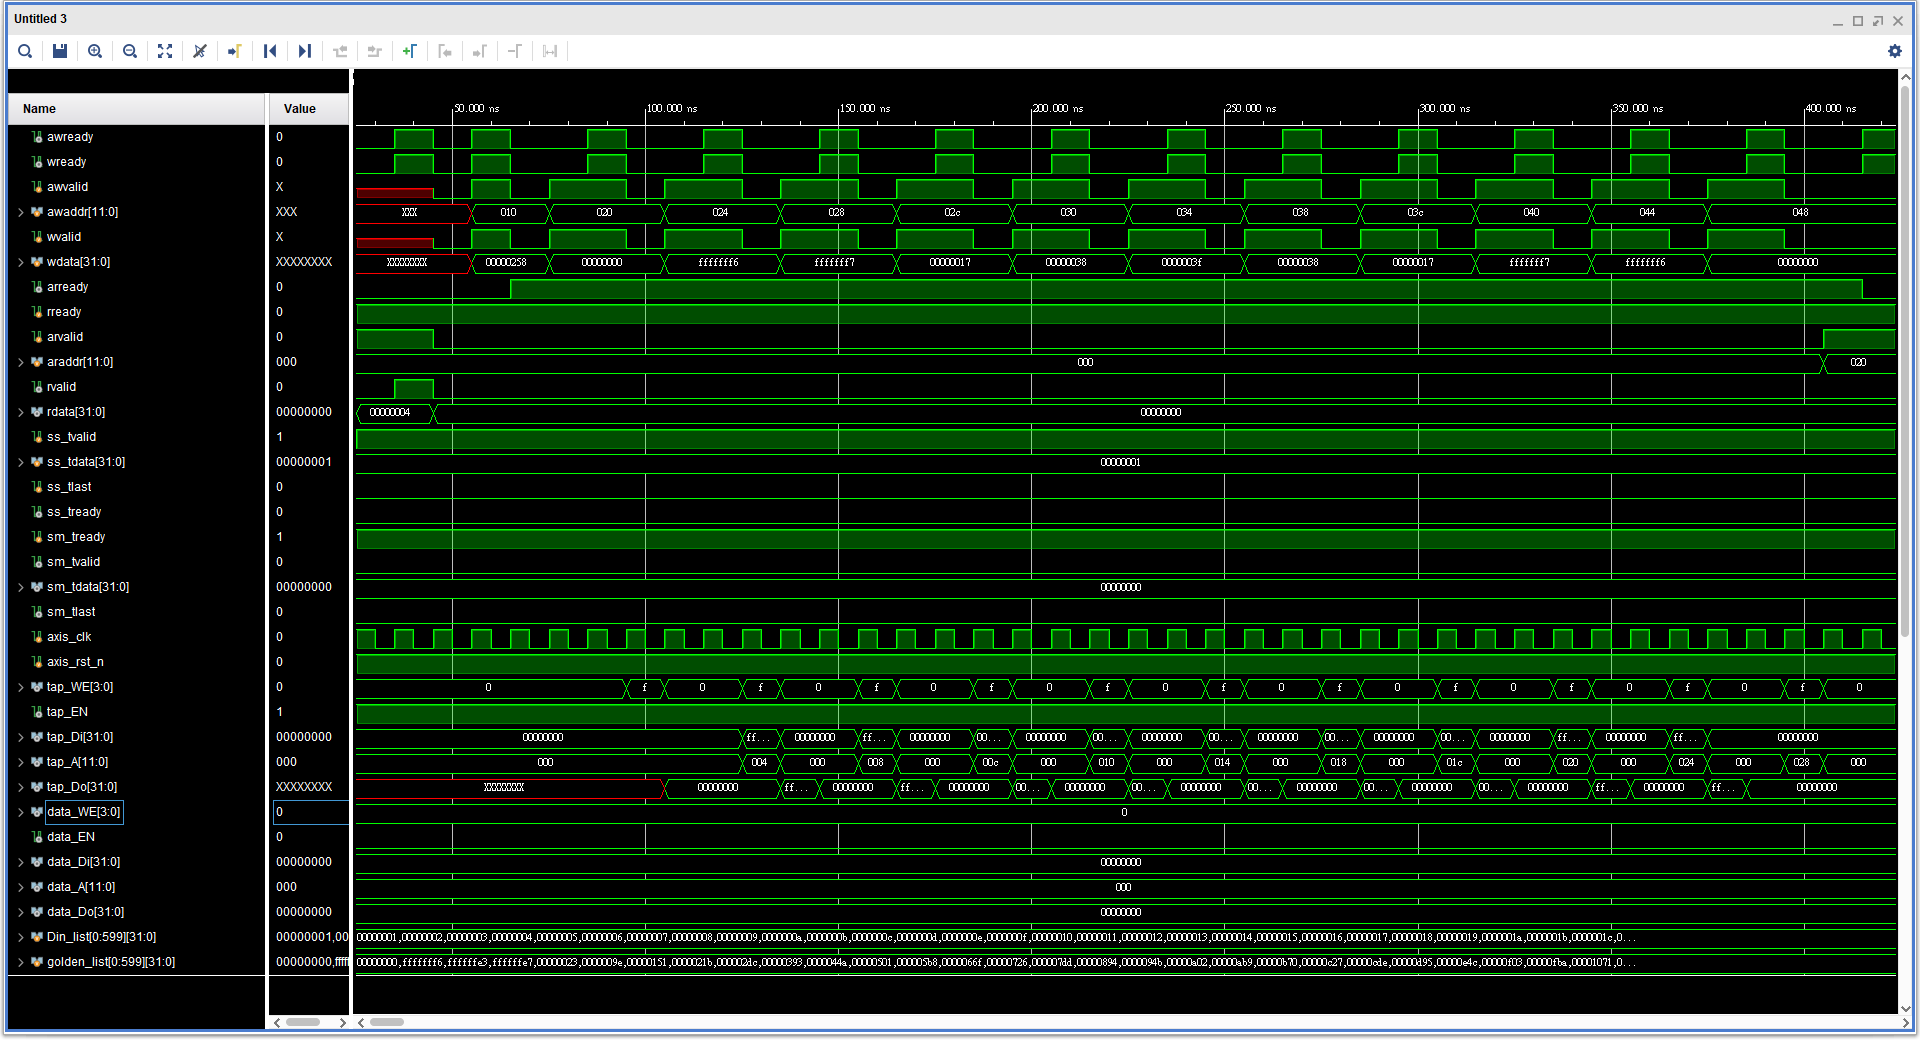 Untitled 3
Name Value
50.000 ns 100.000 ns 150.000 ns 200.000 ns 250.000 ns 300.000 ns 350.000 ns 400.000 ns
awready 0
wready 0
awvalid X
awaddr[11:0] XXX XXX 010 020 024 028 02c 030 034 038 03c 040 044 048
wvalid X
wdata[31:0] XXXXXXXX XXXXXXXX 00000258 00000000 fffffff6 fffffff7 00000017 00000038 0000003f 00000038 00000017 fffffff7 fffffff6 00000000
arready 0
rready 0
arvalid 0
araddr[11:0] 000 000 020
rvalid 0
rdata[31:0] 00000000 00000004 00000000
ss_tvalid 1
ss_tdata[31:0] 00000001 00000001
ss_tlast 0
ss_tready 0
sm_tready 1
sm_tvalid 0
sm_tdata[31:0] 00000000 00000000
sm_tlast 0
axis_clk 0
axis_rst_n 0
tap_WE[3:0] 0 0 f 0 f 0 f 0 f 0 f 0 f 0 f 0 f 0 f 0 f 0 f 0
tap_EN 1
tap_Di[31:0] 00000000 00000000 ff... 00000000 ff... 00000000 00... 00000000 00... 00000000 00... 00000000 00... 00000000 00... 00000000 ff... 00000000 ff... 00000000
tap_A[11:0] 000 000 004 000 008 000 00c 000 010 000 014 000 018 000 01c 000 020 000 024 000 028 000
tap_Do[31:0] XXXXXXXX XXXXXXXX 00000000 ff... 00000000 ff... 00000000 00... 00000000 00... 00000000 00... 00000000 00... 00000000 00... 00000000 ff... 00000000 ff... 00000000
data_WE[3:0] 0 0
data_EN 0
data_Di[31:0] 00000000 00000000
data_A[11:0] 000 000
data_Do[31:0] 00000000 00000000
Din_list[0:599][31:0] 00000001,00 00000001,00000002,00000003,00000004,00000005,00000006,00000007,00000008,00000009,0000000a,0000000b,0000000c,0000000d,0000000e,0000000f,00000010,00000011,00000012,00000013,00000014,00000015,00000016,00000017,00000018,00000019,0000001a,0000001b,0000001c,0...
golden_list[0:599][31:0] 00000000,fffff 00000000,fffffff6,ffffffe3,ffffffe7,00000023,0000009e,00000151,0000021b,000002dc,00000393,0000044a,00000501,000005b8,0000066f,00000726,000007dd,00000894,0000094b,00000a02,00000ab9,00000b70,00000c27,00000cde,00000d95,00000e4c,00000f03,00000fba,00001071,0...